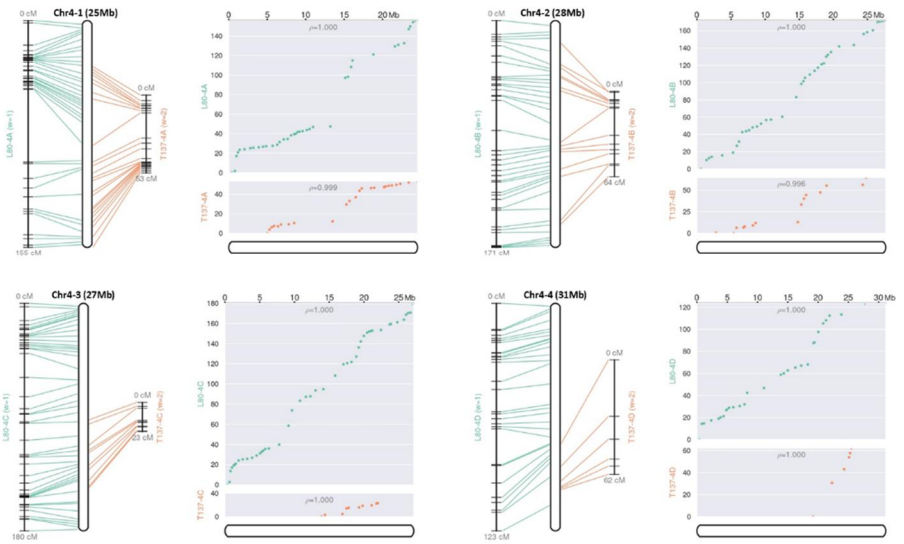 Chr4-1 (25Mb)
0 cM
L80-4A (w=1)
155 cM
0 cM
T137-4A (w=2)
53 cM
0 5 10 15 20 Mb
ρ=1.000
L80-4A
140
120
100
80
60
40
20
0
ρ=0.999
T137-4A
40
20
0
Chr4-2 (28Mb)
0 cM
L80-4B (w=1)
171 cM
0 cM
T137-4B (w=2)
64 cM
0 5 10 15 20 25 Mb
ρ=1.000
L80-4B
160
140
120
100
80
60
40
20
0
ρ=0.996
T137-4B
50
25
0
Chr4-3 (27Mb)
0 cM
L80-4C (w=1)
180 cM
0 cM
T137-4C (w=2)
23 cM
0 5 10 15 20 25 Mb
ρ=1.000
L80-4C
180
160
140
120
100
80
60
40
20
0
ρ=1.000
T137-4C
40
0
Chr4-4 (31Mb)
0 cM
L80-4D (w=1)
123 cM
0 cM
T137-4D (w=2)
62 cM
0 5 10 15 20 25 30 Mb
ρ=1.000
L80-4D
120
100
80
60
40
20
0
ρ=1.000
T137-4D
60
40
20
0